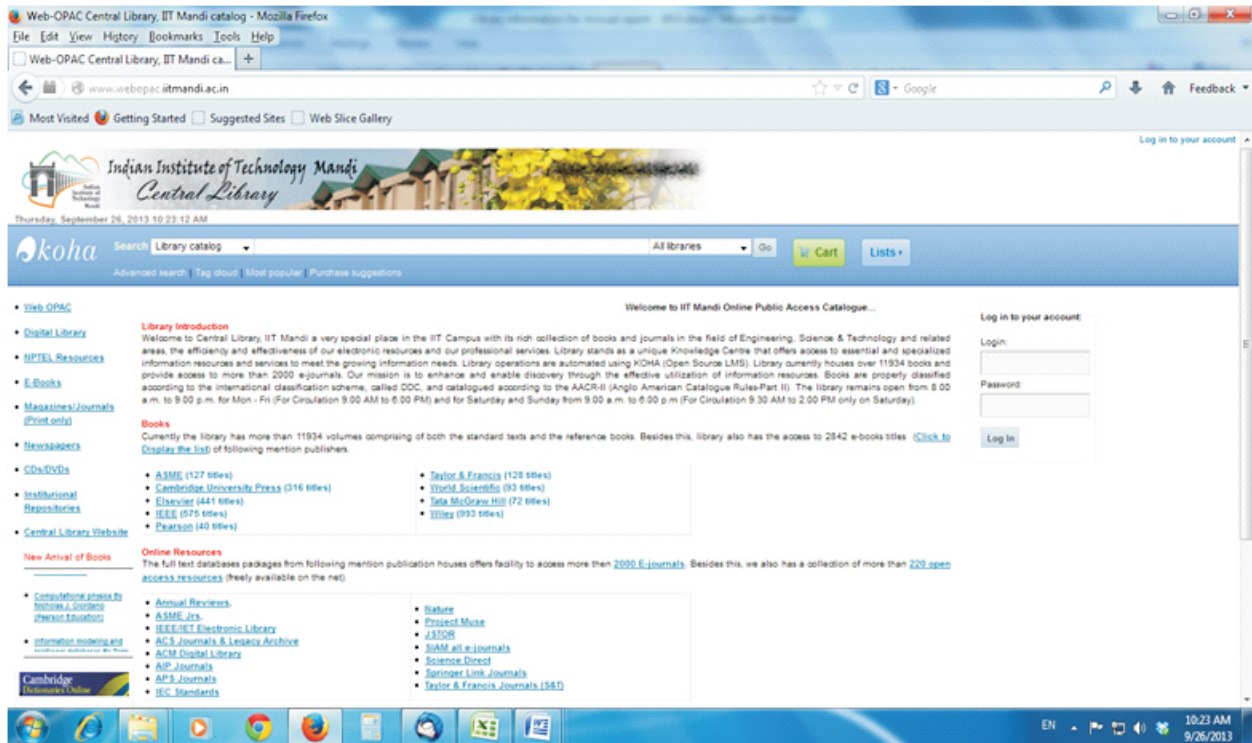 Web-OPAC Central Library, IIT Mandi catalog - Mozilla Firefox
File Edit View History Bookmarks Tools Help
Web-OPAC Central Library, IIT Mandi ca... +
www.webopac.iitmandi.ac.in
Google
Feedback
Most Visited Getting Started Suggested Sites Web Slice Gallery
Log in to your account
Indian Institute of Technology Mandi
Central Library
Indian Institute of Technology Mandi
Thursday, September 26, 2013 10:23:12 AM
koha Search Library catalog All libraries Go Cart Lists
Advanced search | Tag cloud | Most popular | Purchase suggestions
Web OPAC
Digital Library
NPTEL Resources
E-Books
Magazines/Journals
(Print only)
Newspapers
CDs/DVDs
Institurional
Repositories
Central Library Website
New Arrival of Books
Computational physics By
Nicholas J. Giordano
(Pearson Education)
information modeling and
Cambridge
Dictionaries Online
Welcome to IIT Mandi Online Public Access Catalogue...
Library Introduction
Welcome to Central Library, IIT Mandi a very special place in the IIT Campus with its rich collection of books and journals in the field of Engineering, Science & Technology and related
areas, the efficiency and effectiveness of our electronic resources and our professional services. Library stands as a unique Knowledge Centre that offers access to essential and specialized
information resources and services to meet the growing information needs. Library operations are automated using KOHA (Open Source LMS). Library currently houses over 11934 books and
provide access to more than 2000 e-journals. Our mission is to enhance and enable discovery through the effective utilization of information resources. Books are properly classified
according to the international classification scheme, called DDC, and catalogued according to the AACR-II (Anglo American Catalogue Rules-Part II). The library remains open from 8.00
a.m. to 9.00 p.m. for Mon - Fri (For Circulation 9.00 AM to 6.00 PM) and for Saturday and Sunday from 9.00 a.m. to 6.00 p.m (For Circulation 9.30 AM to 2.00 PM only on Saturday).
Books
Currently the library has more than 11934 volumes comprising of both the standard texts and the reference books. Besides this, library also has the access to 2842 e-books titles (Click to
Display the list) of following mention publishers.
ASME (127 titles)
Cambridge University Press (316 titles)
Elsevier (441 titles)
IEEE (575 titles)
Pearson (40 titles)
Taylor & Francis (128 titles)
World Scientific (93 titles)
Tata McGraw Hill (72 titles)
Wiley (993 titles)
Online Resources
The full text databases packages from following mention publication houses offers facility to access more then 2000 E-journals. Besides this, we also has a collection of more than 220 open
access resources (freely available on the net).
Annual Reviews,
ASME Jrs,
IEEE/IET Electronic Library
ACS Journals & Legacy Archive
ACM Digital Library
AIP Journals
APS Journals
IEC Standards
Nature
Project Muse
JSTOR
SIAM all e-journals
Science Direct
Springer Link Journals
Taylor & Francis Journals (S&T)
Log in to your account:
Login:
Password:
Log In
EN
10:23 AM
9/26/2013